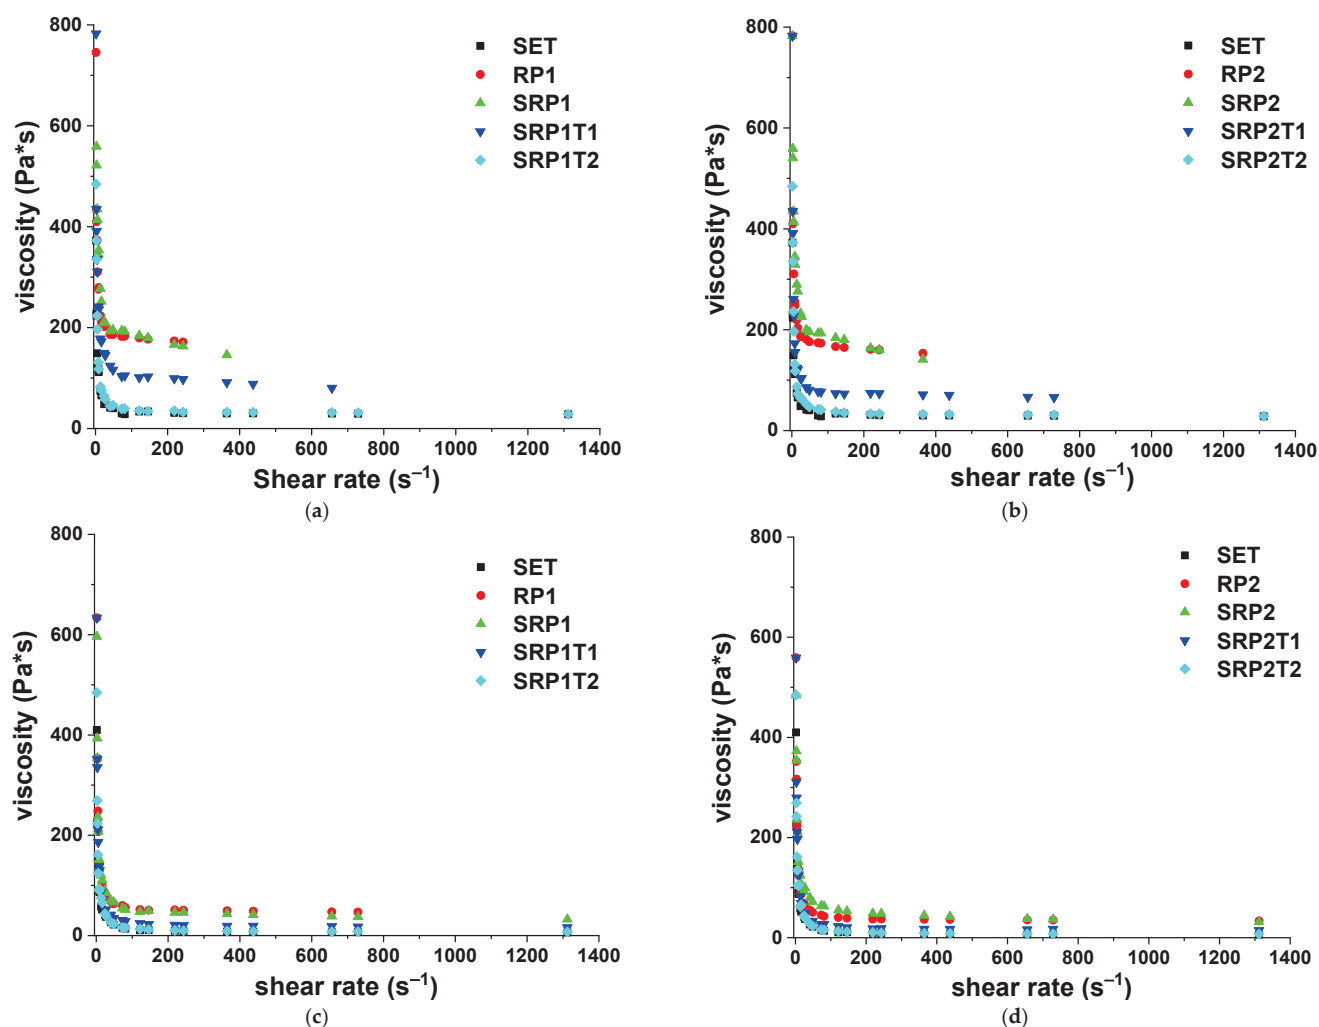 800
600
400
200
0
viscosity (Pa*s)
SET
RP1
SRP1
SRP1T1
SRP1T2
0 200 400 600 800 1000 1200 1400
Shear rate (s⁻¹)
(a)
800
600
400
200
0
viscosity (Pa*s)
SET
RP2
SRP2
SRP2T1
SRP2T2
0 200 400 600 800 1000 1200 1400
shear rate (s⁻¹)
(b)
800
600
400
200
0
viscosity (Pa*s)
SET
RP1
SRP1
SRP1T1
SRP1T2
0 200 400 600 800 1000 1200 1400
shear rate (s⁻¹)
(c)
800
600
400
200
0
viscosity (Pa*s)
SET
RP2
SRP2
SRP2T1
SRP2T2
0 200 400 600 800 1000 1200 1400
shear rate (s⁻¹)
(d)